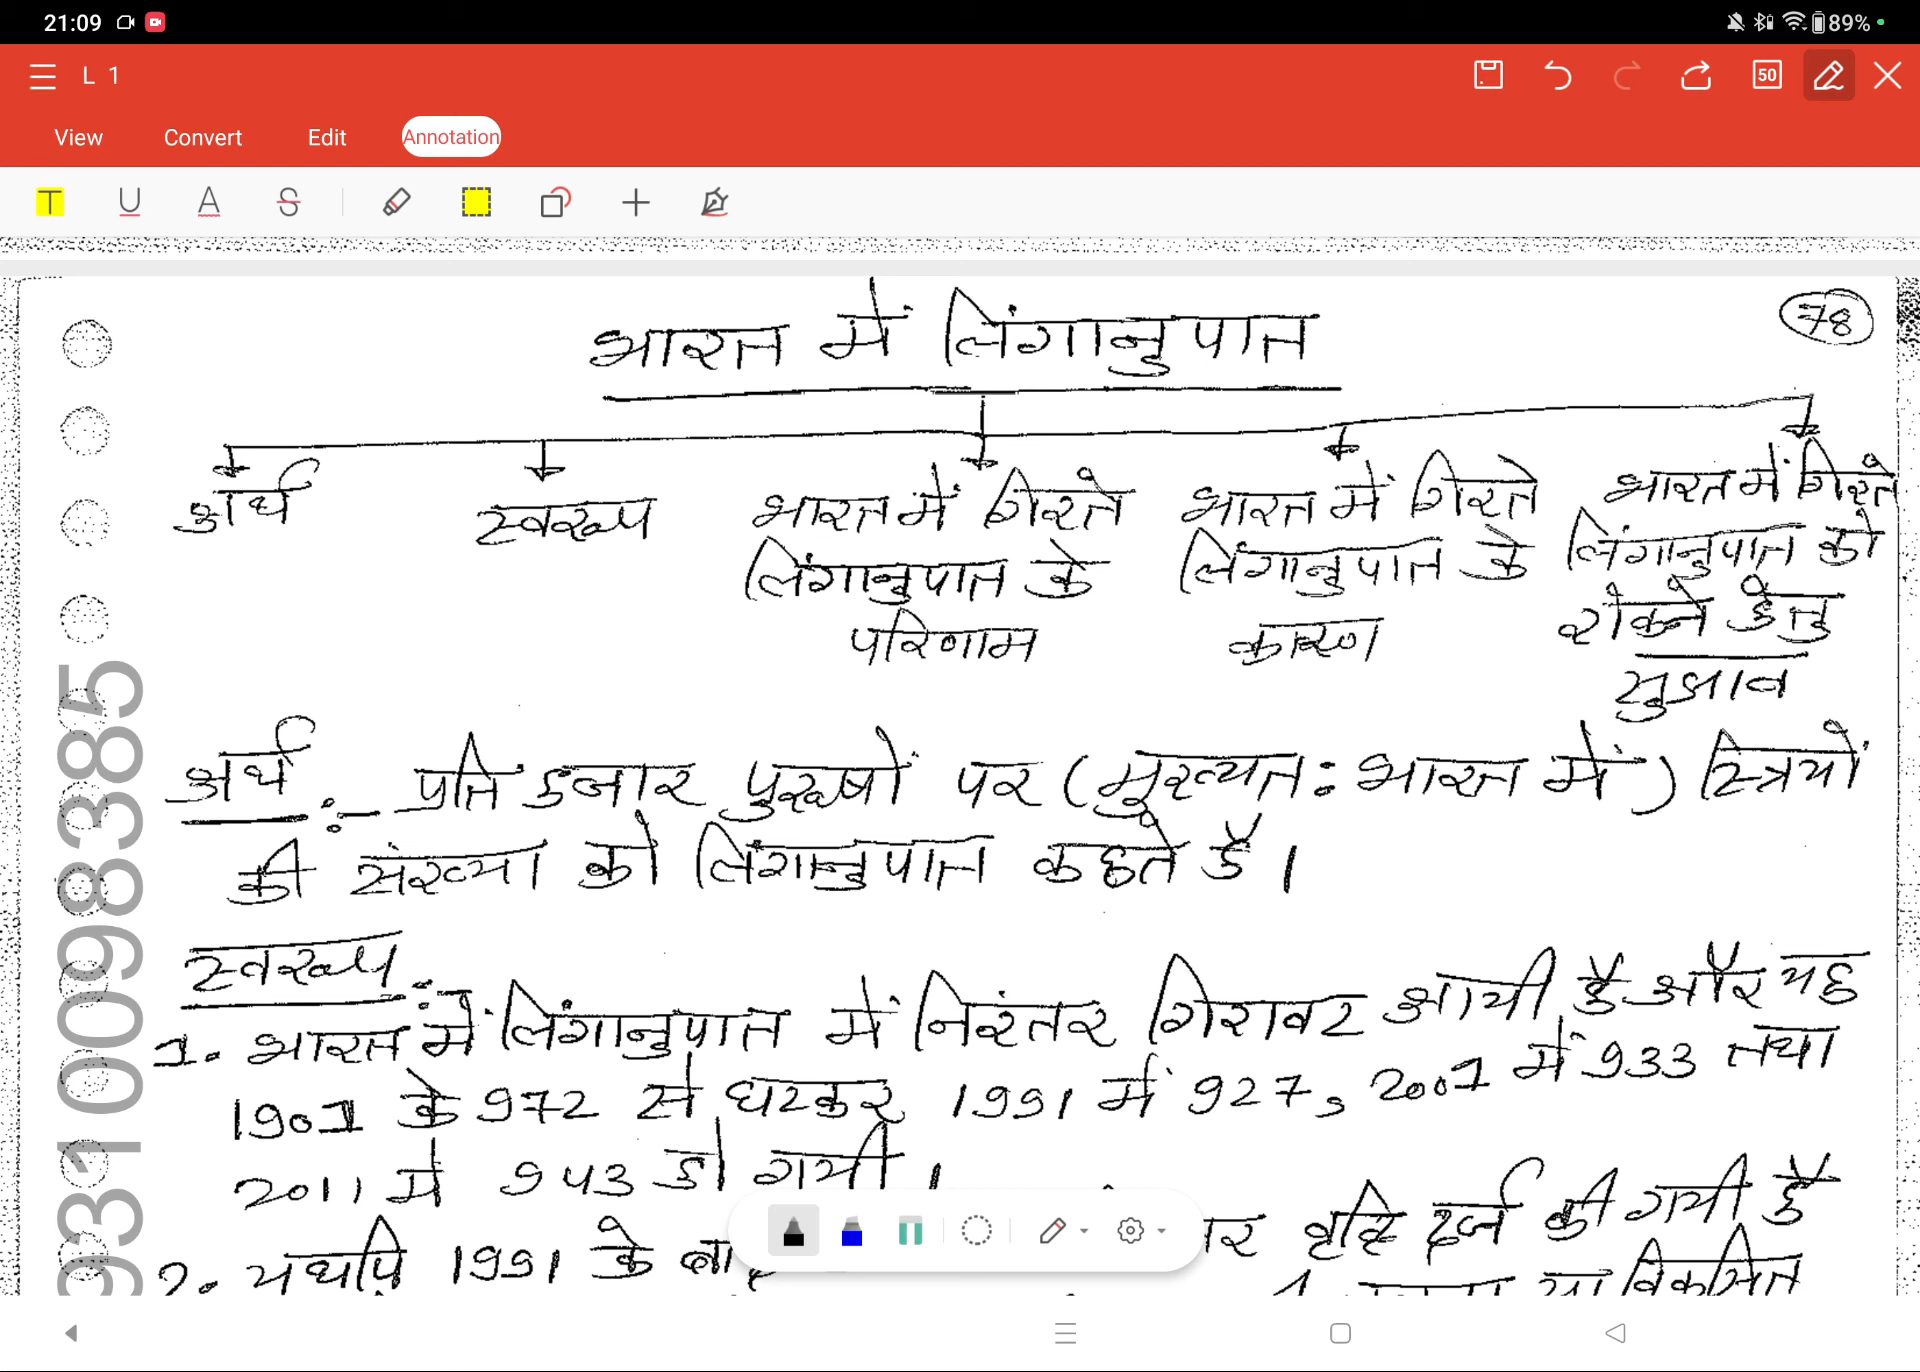 21:09
89%
L 1
50
View Convert Edit Annotation
T U A S
भारत में लिंगानुपात
78
अर्थ
स्वरूप
भारत में गिरते
लिंगानुपात के
परिणाम
भारत में गिरते
लिंगानुपात के
कारण
भारत में गिरते
लिंगानुपात को
रोकने हेतु
सुझाव
अर्थ :- प्रति हजार पुरुषों पर (मुख्यत: भारत में) स्त्रियों
की संख्या को लिंगानुपात कहते हैं।
स्वरूप :-
1. भारत में लिंगानुपात में निरंतर गिरावट आयी है और यह
1901 के 972 से घटकर 1991 में 927, 2001 में 933 तथा
2011 में 943 हो गयी।
2. यद्यपि 1991 के वृद्धि दर्ज की गयी है
या विकसित
9310098385